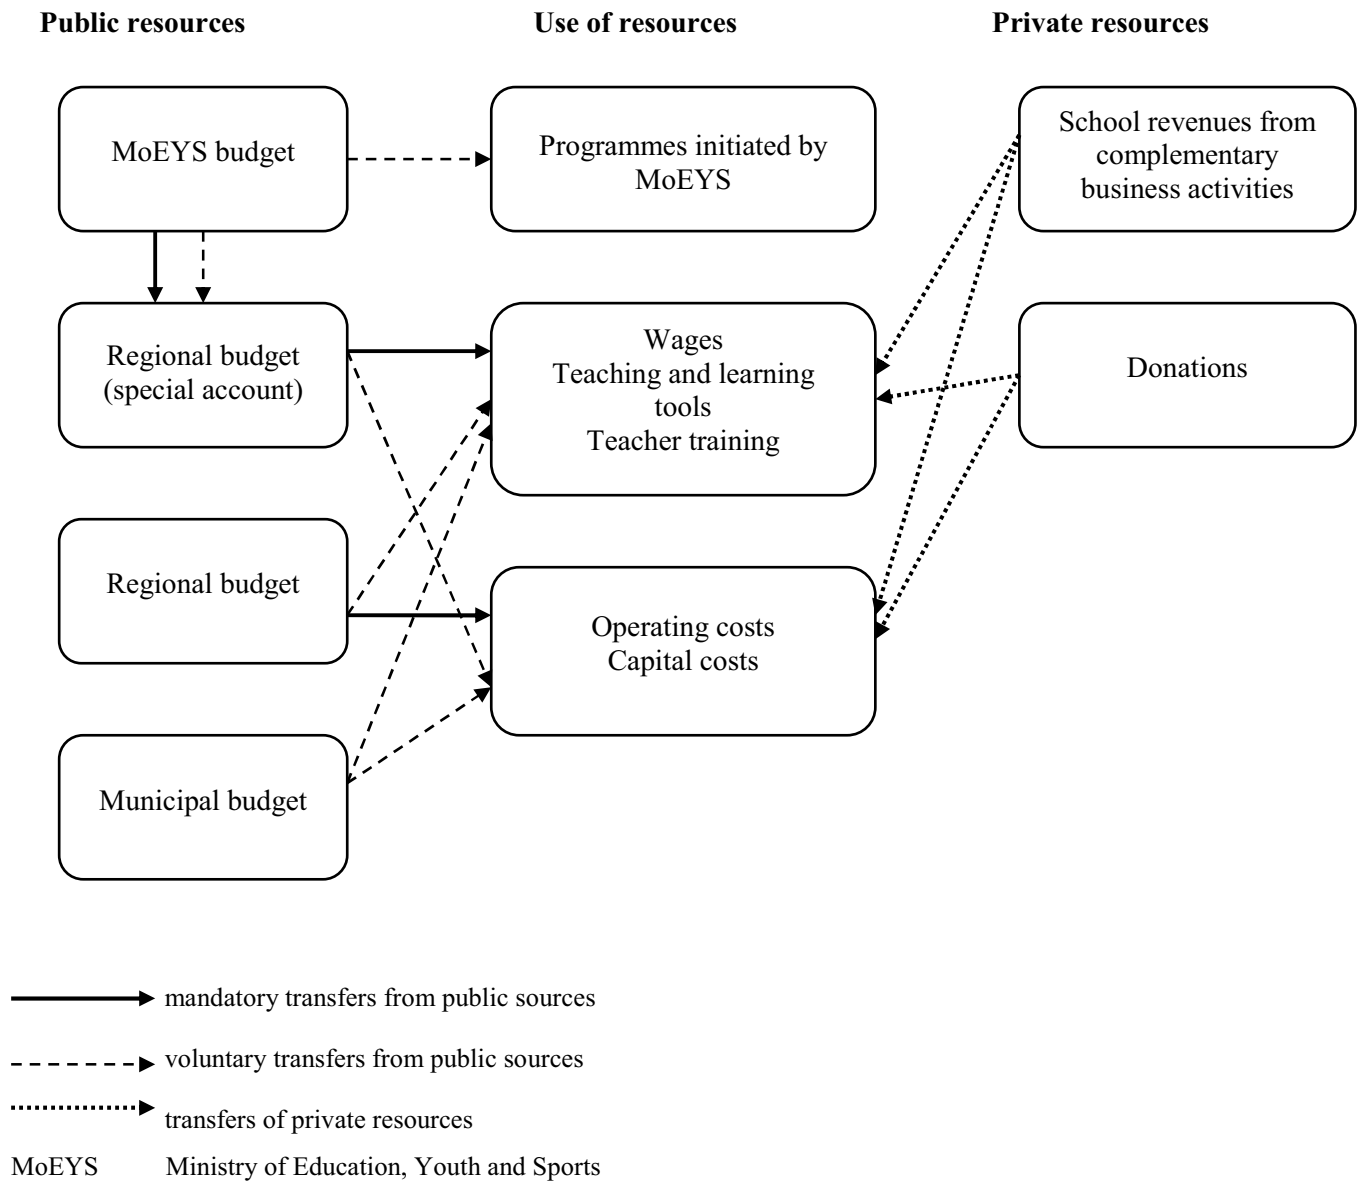 Public resources
Use of resources
Private resources
MoEYS budget
Programmes initiated by
MoEYS
School revenues from
complementary
business activities
Regional budget
(special account)
Wages
Teaching and learning
tools
Teacher training
Donations
Regional budget
Operating costs
Capital costs
Municipal budget
mandatory transfers from public sources
voluntary transfers from public sources
transfers of private resources
MoEYS Ministry of Education, Youth and Sports